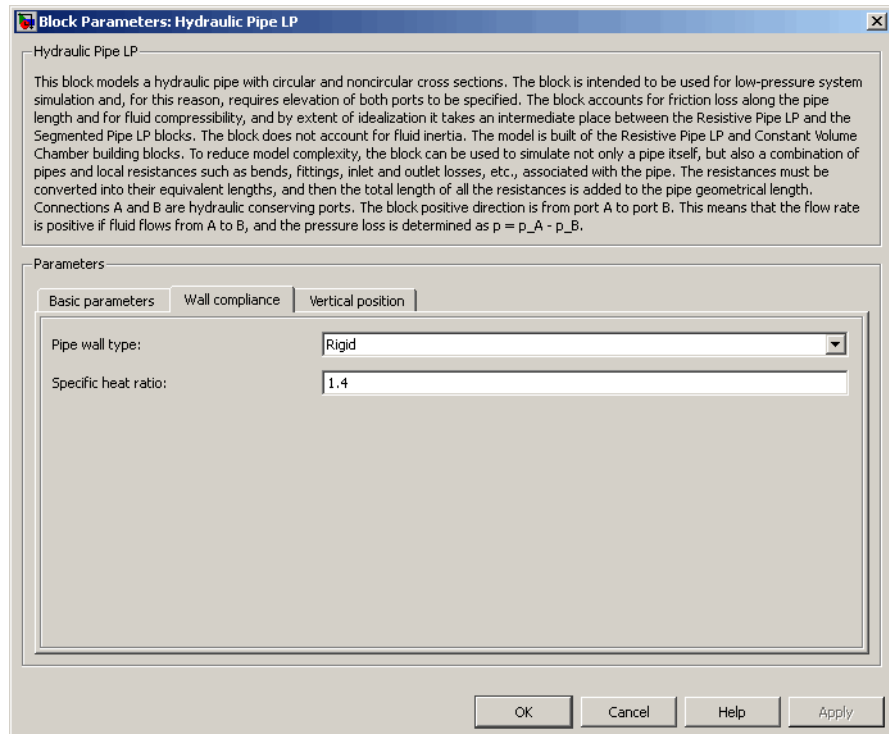 Block Parameters: Hydraulic Pipe LP
Hydraulic Pipe LP
This block models a hydraulic pipe with circular and noncircular cross sections. The block is intended to be used for low-pressure system
simulation and, for this reason, requires elevation of both ports to be specified. The block accounts for friction loss along the pipe
length and for fluid compressibility, and by extent of idealization it takes an intermediate place between the Resistive Pipe LP and the
Segmented Pipe LP blocks. The block does not account for fluid inertia. The model is built of the Resistive Pipe LP and Constant Volume
Chamber building blocks. To reduce model complexity, the block can be used to simulate not only a pipe itself, but also a combination of
pipes and local resistances such as bends, fittings, inlet and outlet losses, etc., associated with the pipe. The resistances must be
converted into their equivalent lengths, and then the total length of all the resistances is added to the pipe geometrical length.
Connections A and B are hydraulic conserving ports. The block positive direction is from port A to port B. This means that the flow rate
is positive if fluid flows from A to B, and the pressure loss is determined as p = p_A - p_B.
Parameters
Basic parameters Wall compliance Vertical position
Pipe wall type: Rigid
Specific heat ratio: 1.4
OK Cancel Help Apply